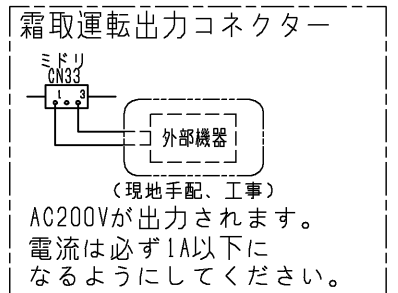 霜取運転出力コネクター
ミドリ
CN33
1 3
外部機器
(現地手配、工事)
AC200Vが出力されます。
電流は必ず1A以下に
なるようにしてください。